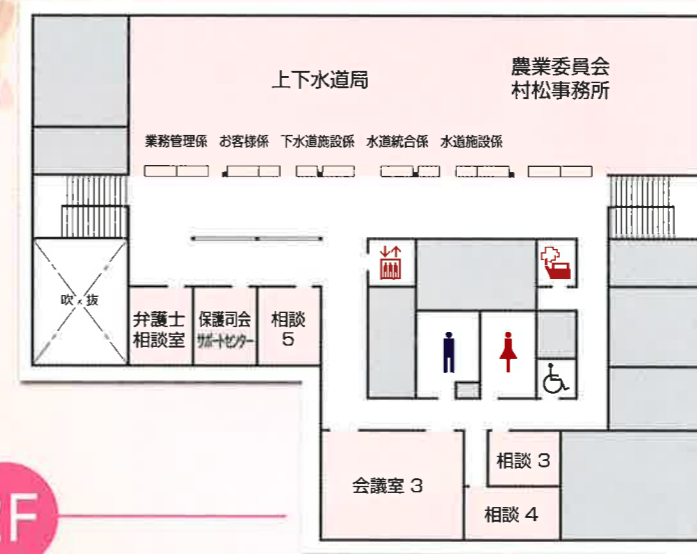 上下水道局
農業委員会
村松事務所
業務管理係 お客様係 下水道施設係 水道統合係 水道施設係
吹 抜
弁護士
相談室
保護司会
サポートセンター
相談
5
会議室 3
相談 3
相談 4
F